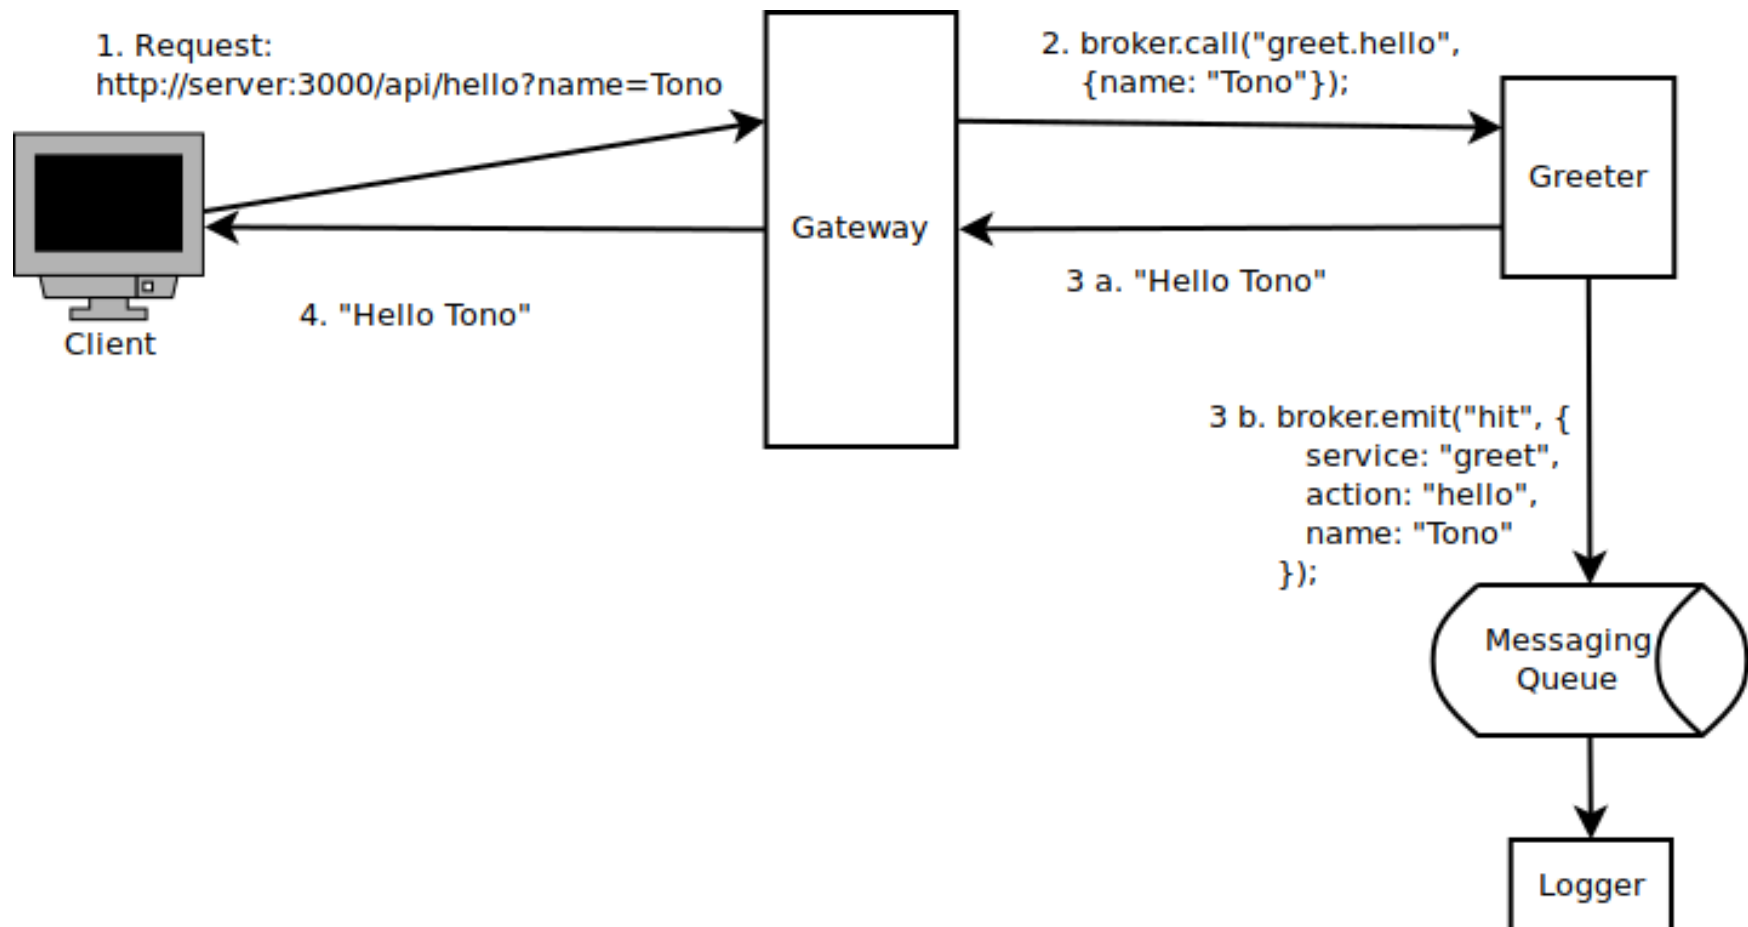 1. Request:
http://server:3000/api/hello?name=Tono
2. broker.call("greet.hello",
{name: "Tono"});
Greeter
Gateway
3 a. "Hello Tono"
4. "Hello Tono"
Client
3 b. broker.emit("hit", {
service: "greet",
action: "hello",
name: "Tono"
});
Messaging
Queue
Logger